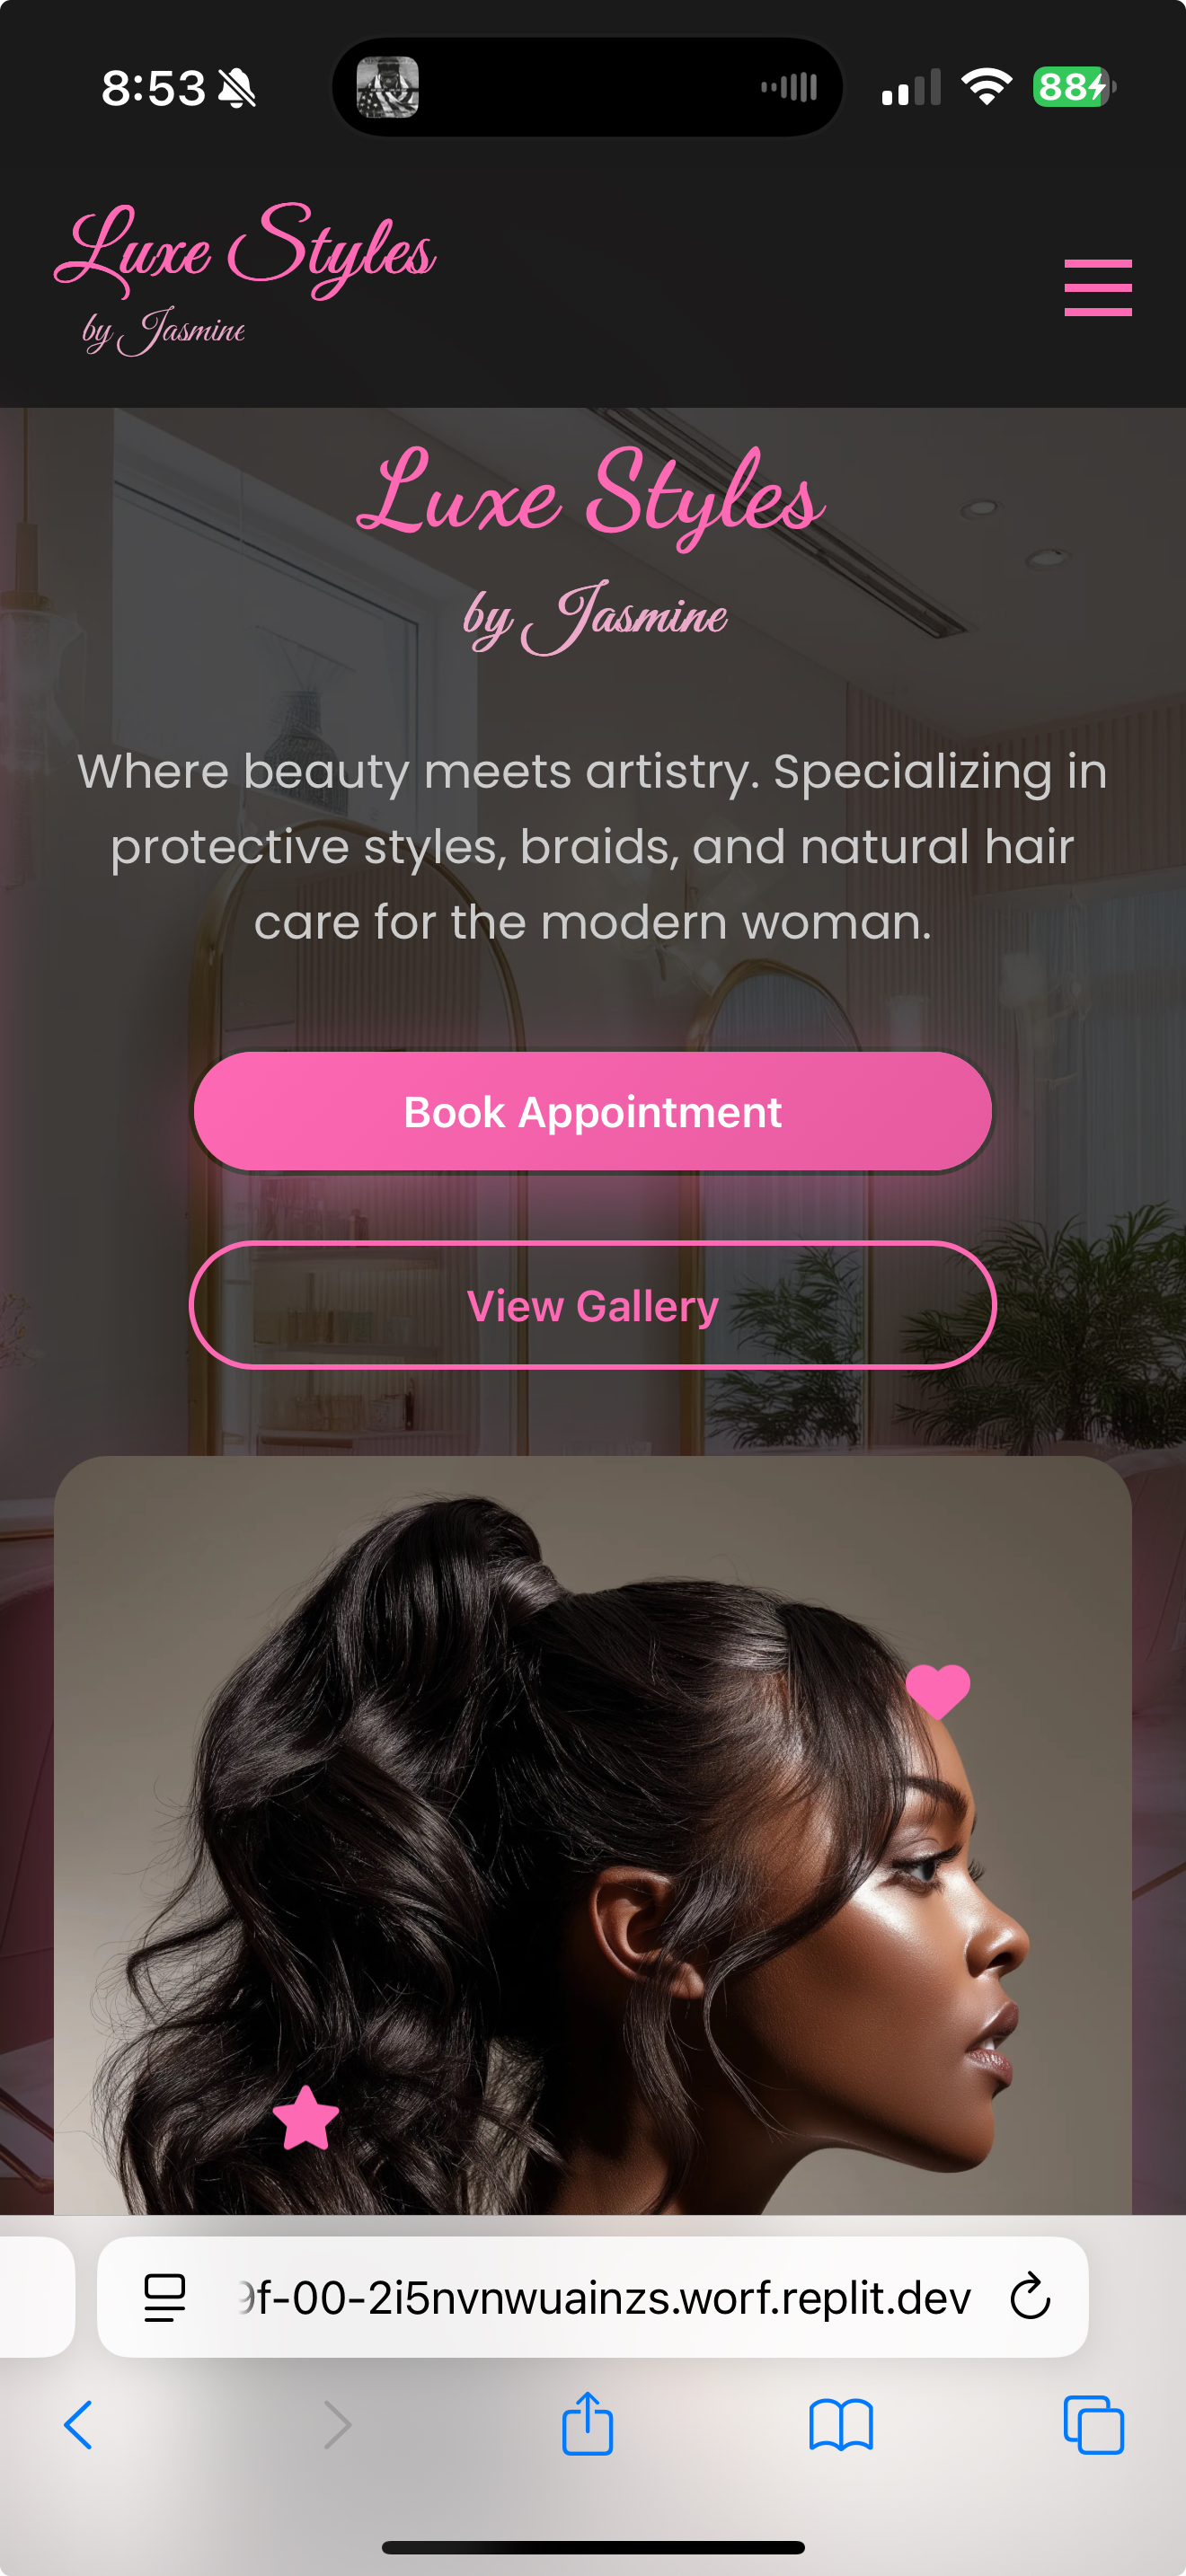 8:53
88
Luxe Styles
by Jasmine
Luxe Styles
by Jasmine
Where beauty meets artistry. Specializing in
protective styles, braids, and natural hair
care for the modern woman.
Book Appointment
View Gallery
9f-00-2i5nvnwuainzs.worf.replit.dev